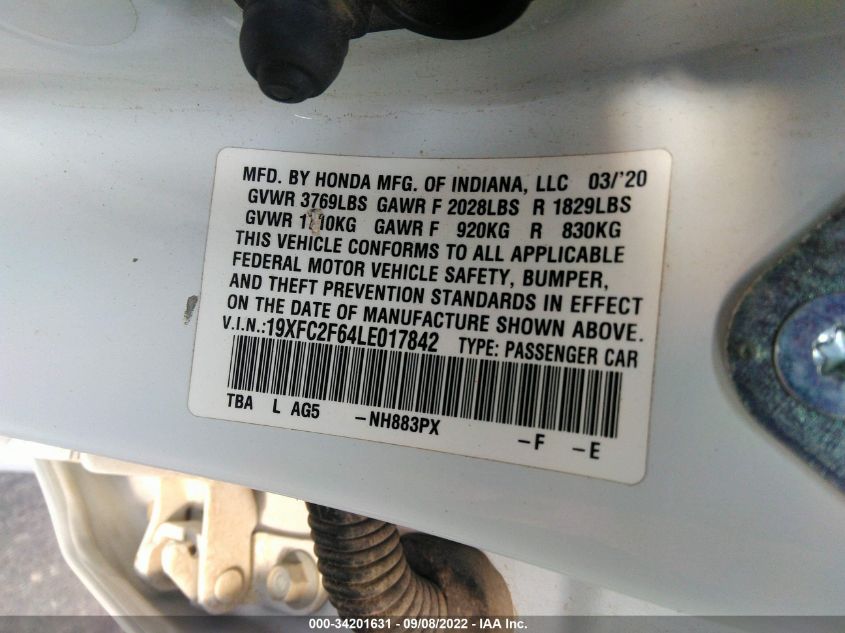 MFD. BY HONDA MFG. OF INDIANA, LLC 03/'20
GVWR 3769LBS GAWR F 2028LBS R 1829LBS
GVWR GAWR F 920KG R 830KG
THIS VEHICLE CONFORMS TO ALL APPLICABLE
FEDERAL MOTOR VEHICLE SAFETY, BUMPER,
AND THEFT PREVENTION STANDARDS IN EFFECT
ON THE DATE OF MANUFACTURE SHOWN ABOVE.
V.I.N.:19XFC2F64LE017842 TYPE: PASSENGER CAR
TBA L AG5 -NH883PX -F -E
000-34201631 - 09/08/2022 - IAA Inc.